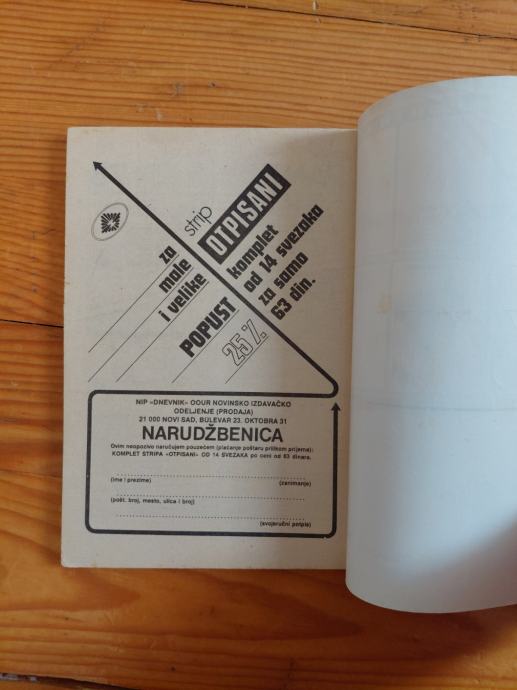 za
male
i velike
strip
OTPISANI
komplet
od 14 svezaka
za samo
63 din.
POPUST
25%
NIP «DNEVNIK» OOUR NOVINSKO IZDAVAČKO
ODELJENJE (PRODAJA)
21 000 NOVI SAD, BULEVAR 23. OKTOBRA 31
NARUDŽBENICA
Ovim neopozivo naručujem pouzećem (plaćanje poštaru prilikom prijema):
KOMPLET STRIPA «OTPISANI» OD 14 SVEZAKA po ceni od 63 dinara.
(ime i prezime) (zanimanje)
(pošt. broj, mesto, ulica i broj)
(svojeručni potpis)